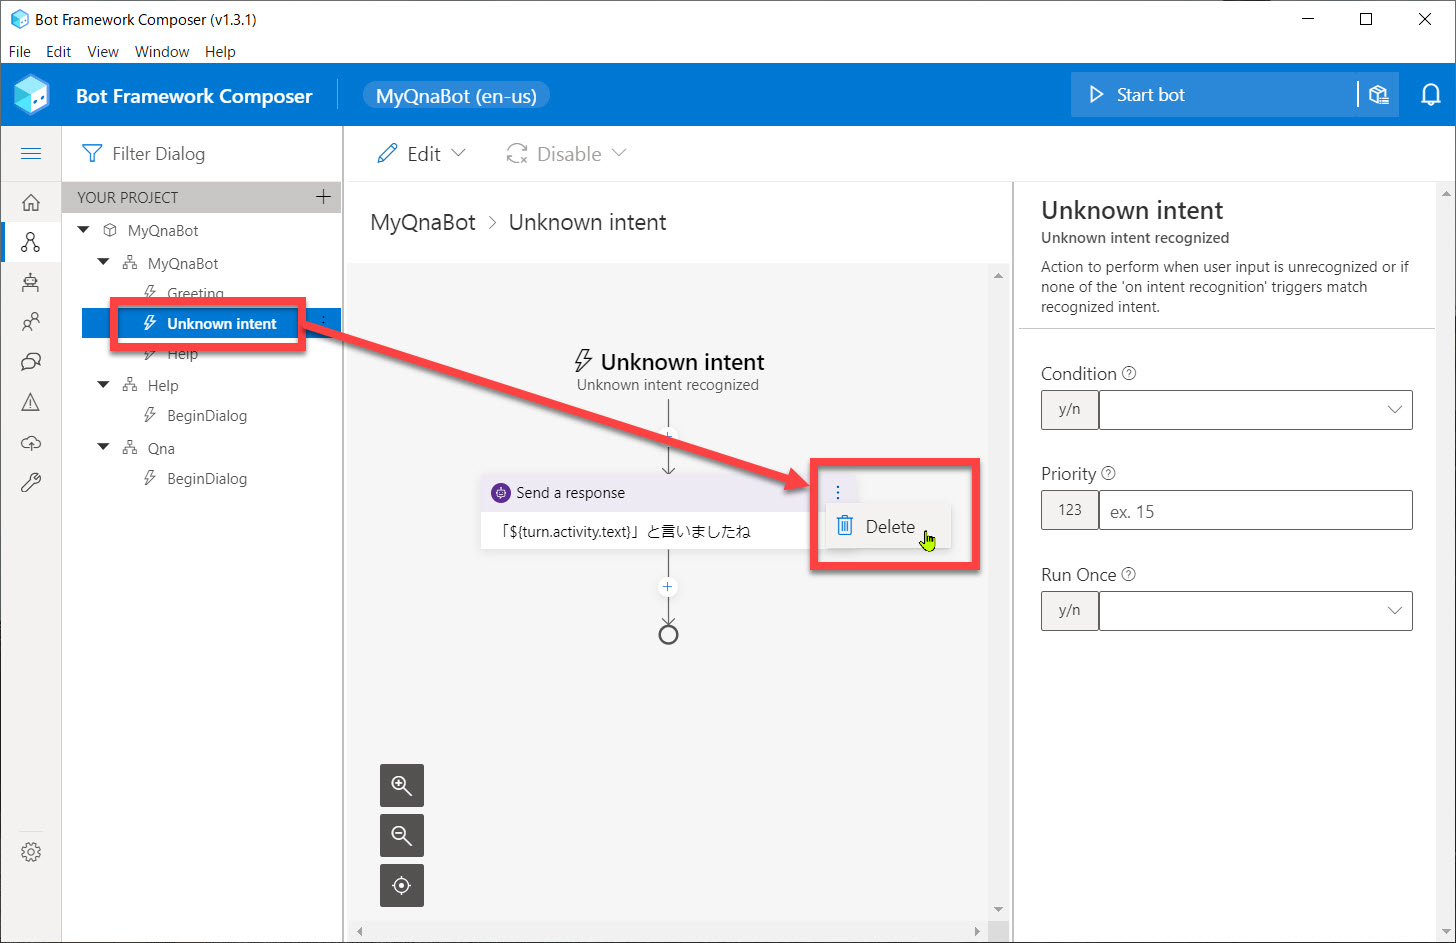 Bot Framework Composer (v1.3.1)
File Edit View Window Help
Bot Framework Composer
MyQnaBot (en-us)
Start bot
Filter Dialog
Edit
Disable
YOUR PROJECT
MyQnaBot
MyQnaBot
Greeting
Unknown intent
Help
Help
BeginDialog
Qna
BeginDialog
MyQnaBot > Unknown intent
Unknown intent
Unknown intent recognized
Send a response
「${turn.activity.text}」と言いましたね
Delete
Unknown intent
Unknown intent recognized
Action to perform when user input is unrecognized or if
none of the 'on intent recognition' triggers match
recognized intent.
Condition
y/n
Priority
123
ex. 15
Run Once
y/n